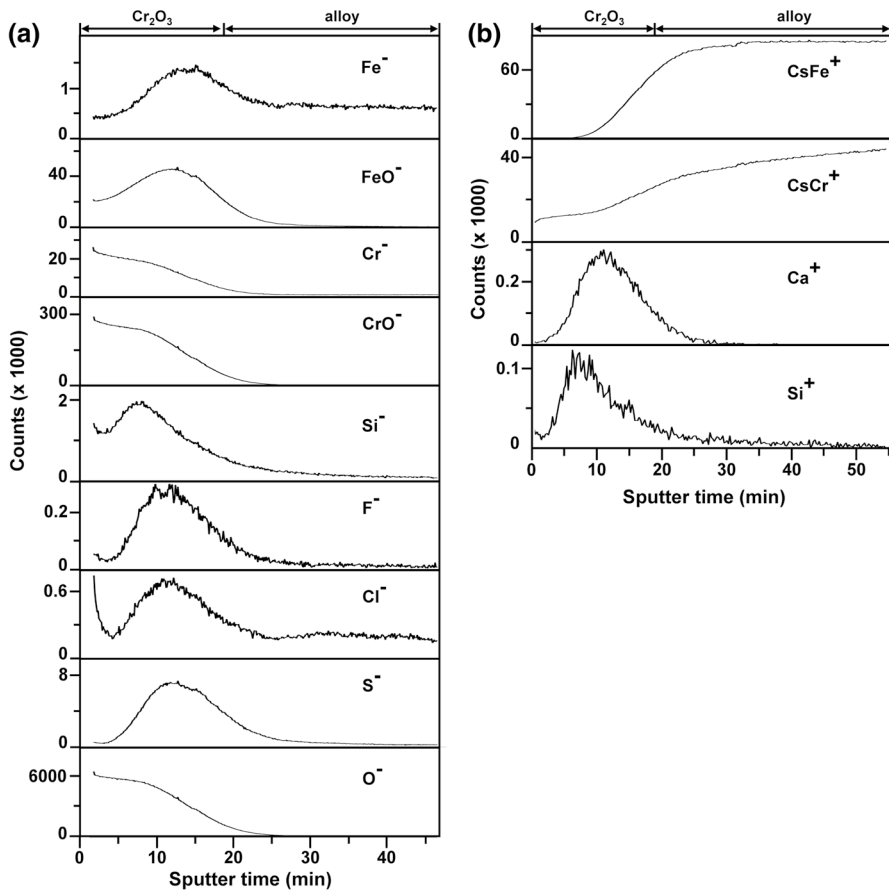 (a)
Cr₂O₃ alloy
Fe⁻
1
0
FeO⁻
40
0
Cr⁻
20
0
CrO⁻
300
0
Si⁻
2
0
F⁻
0.2
0
Cl⁻
0.6
0
S⁻
8
0
O⁻
6000
0
Counts (x 1000)
0 10 20 30 40
Sputter time (min)
(b)
Cr₂O₃ alloy
CsFe⁺
60
0
CsCr⁺
40
0
Ca⁺
0.2
0
Si⁺
0.1
0
Counts (x 1000)
Counts (x 1000)
0 10 20 30 40 50
Sputter time (min)